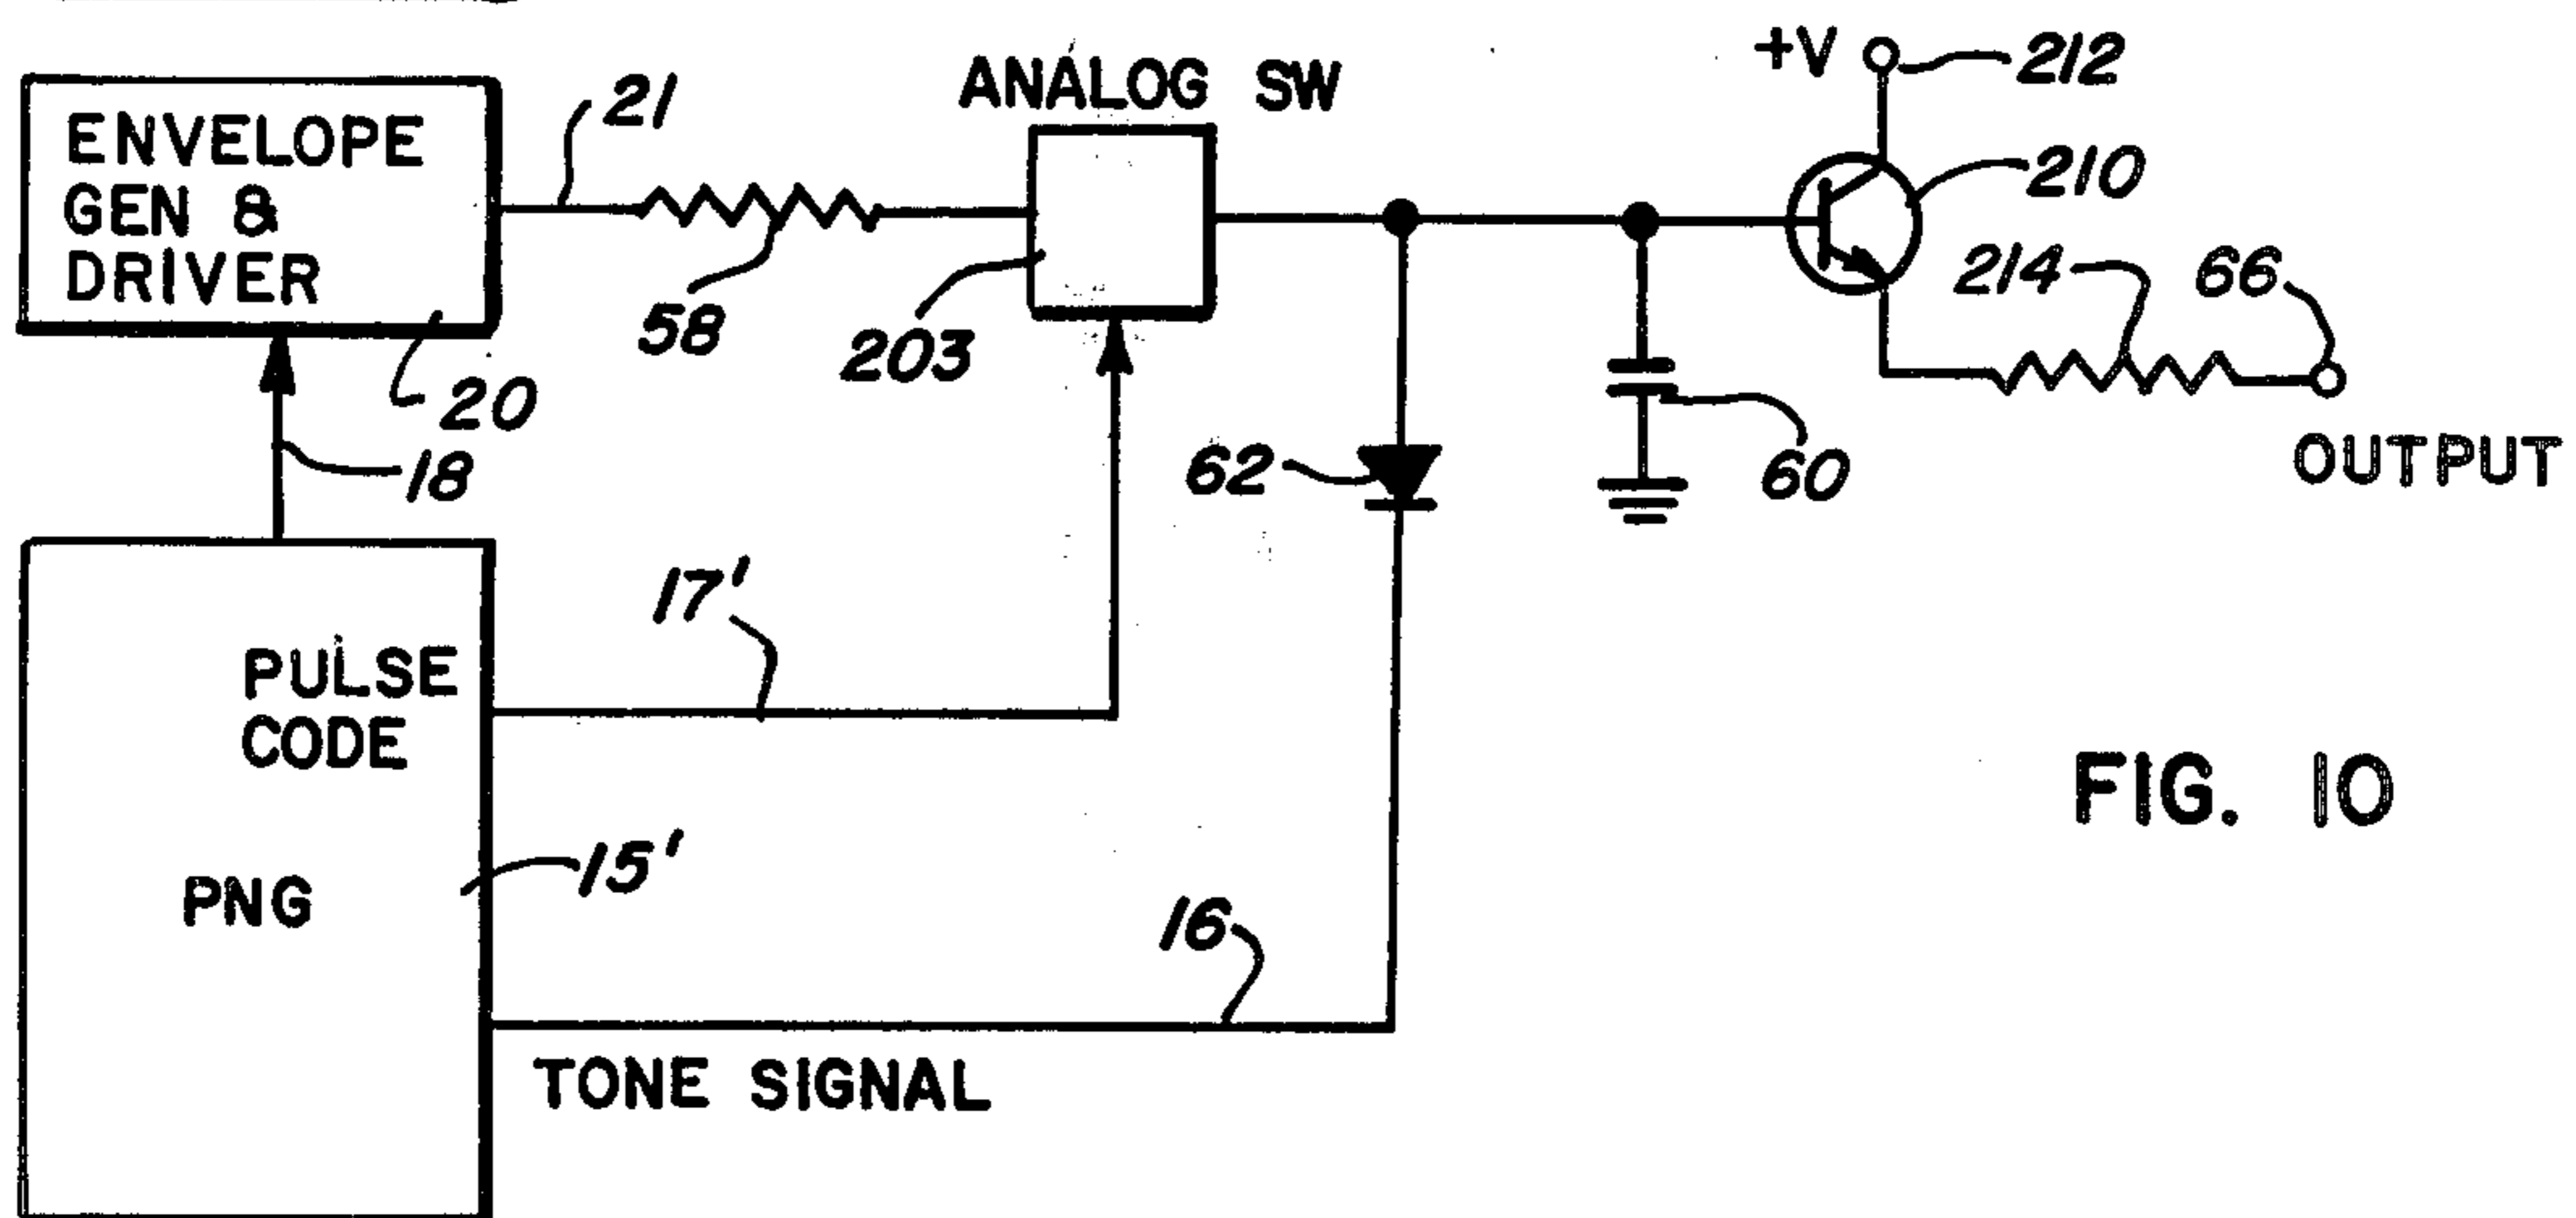 ENVELOPE
GEN &
DRIVER
21
58
ANALOG SW
203
+V
212
210
214
66
OUTPUT
20
18
62
60
17'
PULSE
CODE
15'
PNG
16
TONE SIGNAL
FIG. 10